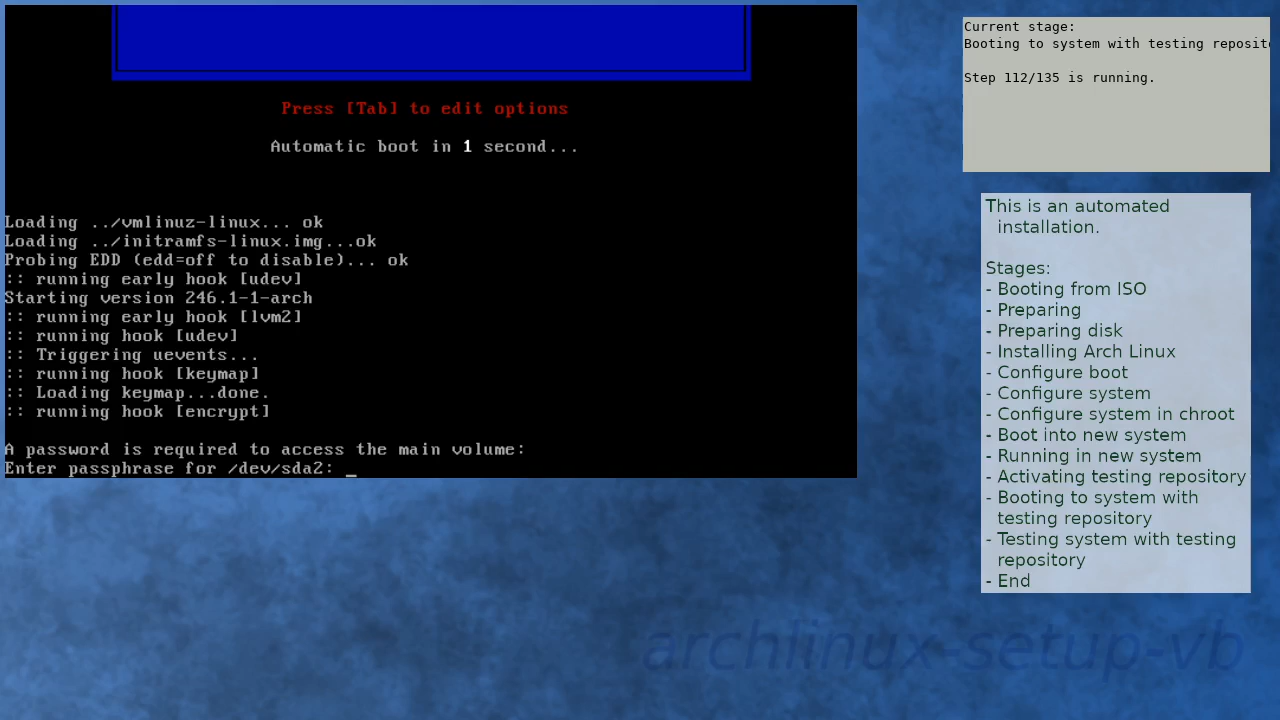 Press [Tab] to edit options
Automatic boot in 1 second...
Loading ../vmlinuz-linux... ok
Loading ../initramfs-linux.img...ok
Probing EDD (edd=off to disable)... ok
:: running early hook [udev]
Starting version 246.1-1-arch
:: running early hook [lvm2]
:: running hook [udev]
:: Triggering uevents...
:: running hook [keymap]
:: Loading keymap...done.
:: running hook [encrypt]
A password is required to access the main volume:
Enter passphrase for /dev/sda2: _
Current stage:
Booting to system with testing reposito
Step 112/135 is running.
This is an automated
installation.
Stages:
- Booting from ISO
- Preparing
- Preparing disk
- Installing Arch Linux
- Configure boot
- Configure system
- Configure system in chroot
- Boot into new system
- Running in new system
- Activating testing repository
- Booting to system with
testing repository
- Testing system with testing
repository
- End
archlinux-setup-vb